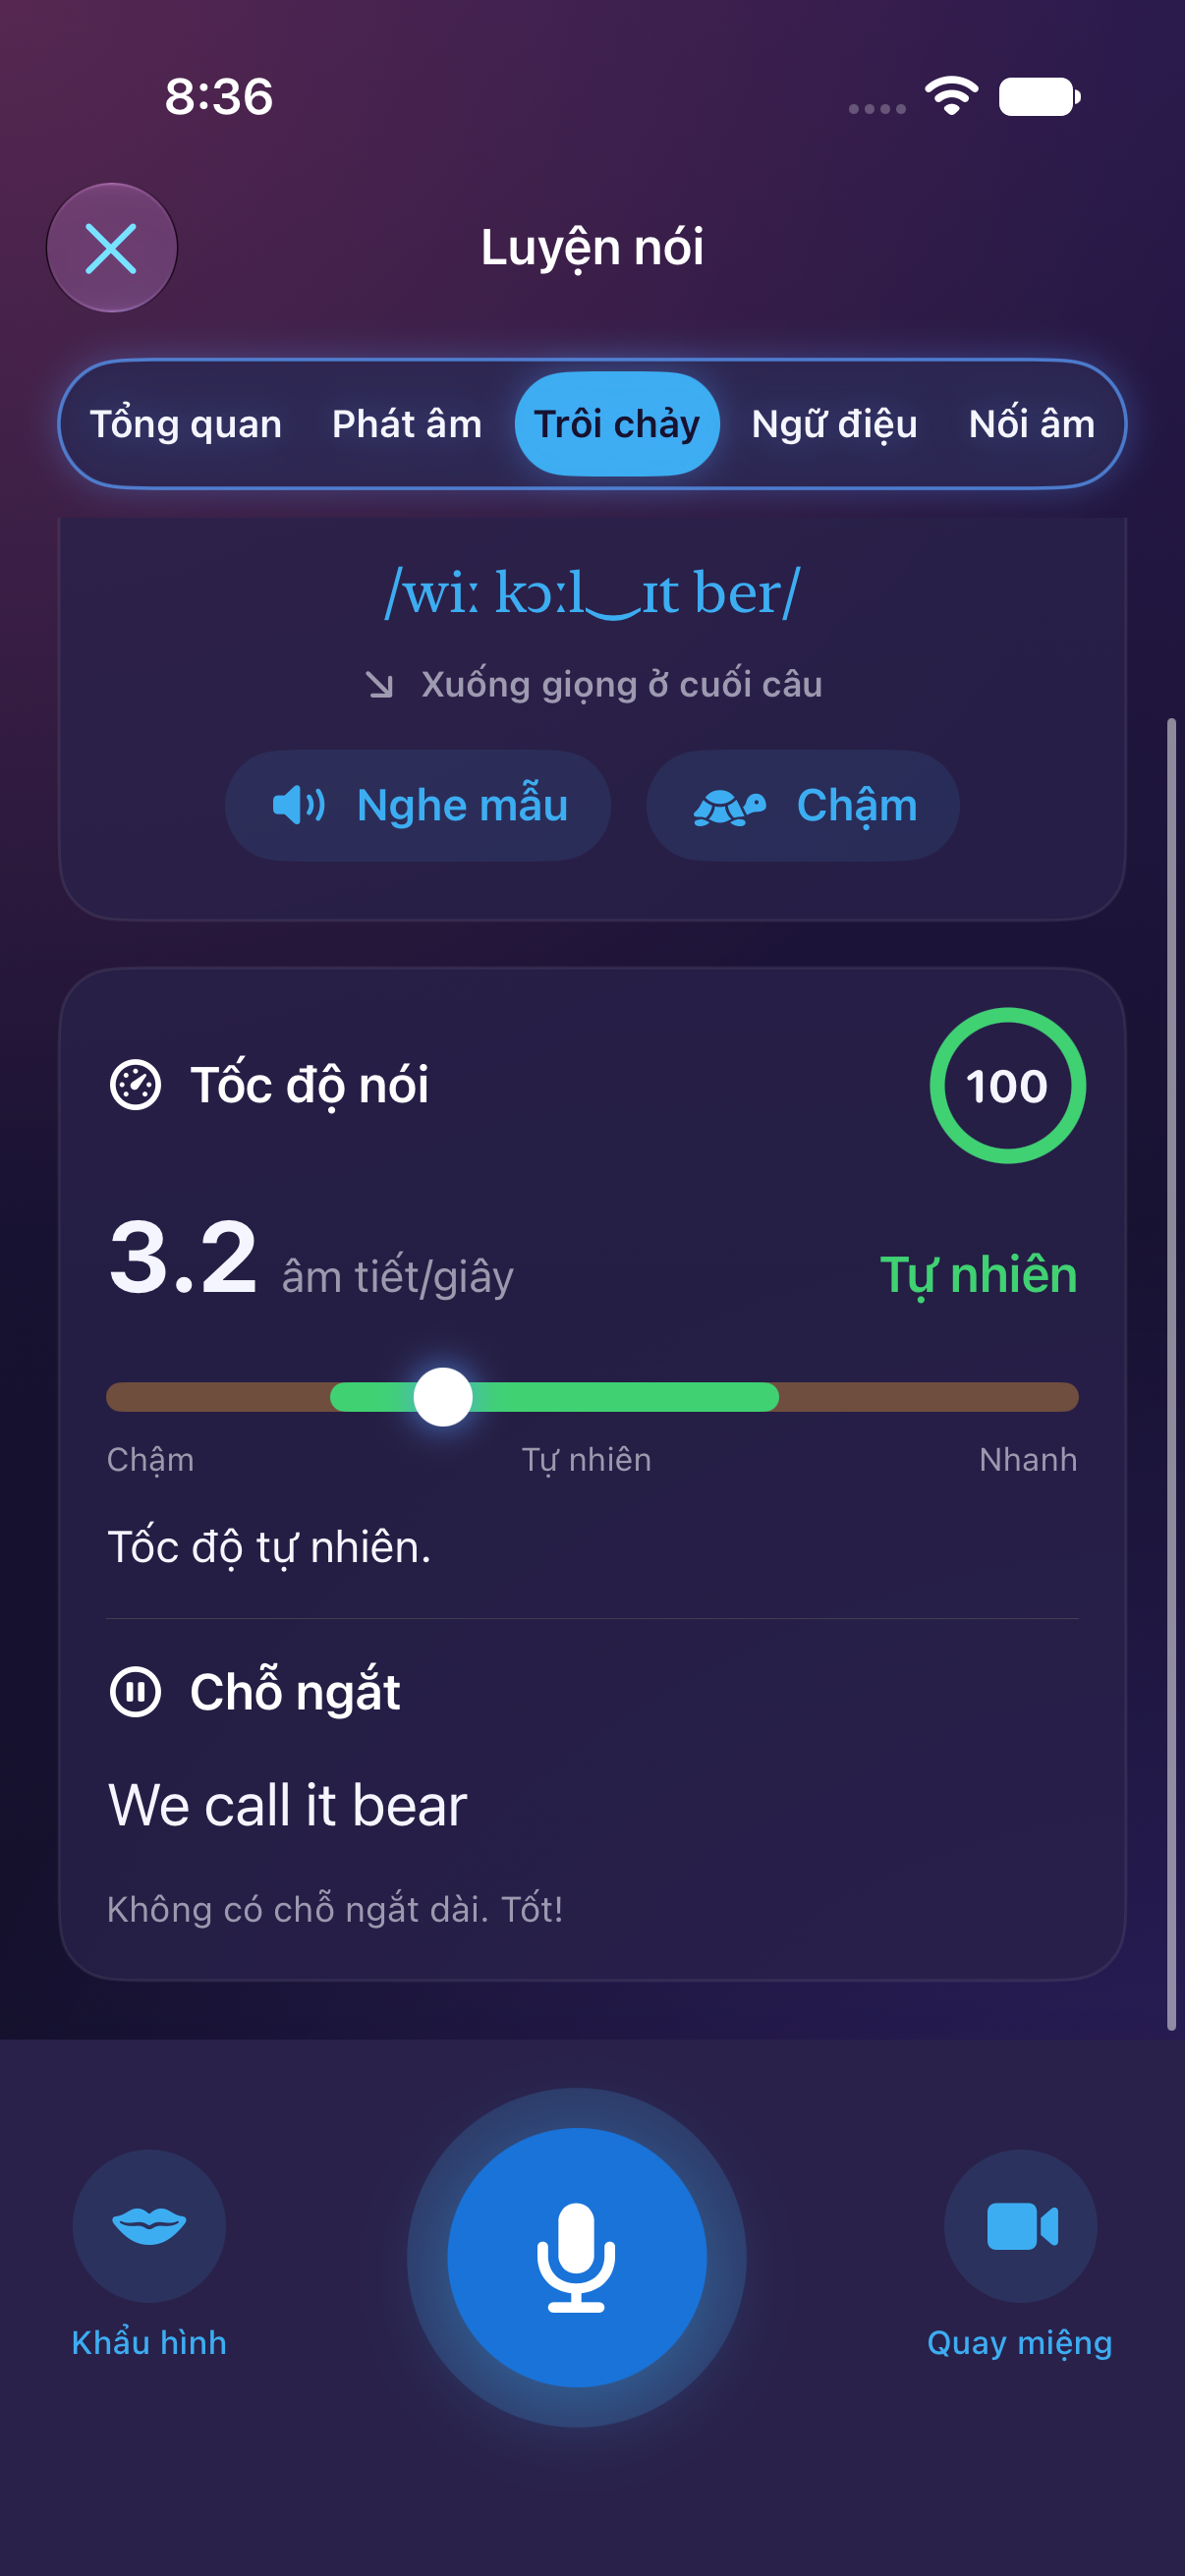 8:36
Luyện nói
Tổng quan Phát âm Trôi chảy Ngữ điệu Nối âm
/wiː kɔːl‿ɪt ber/
Xuống giọng ở cuối câu
Nghe mẫu Chậm
Tốc độ nói 100
3.2 âm tiết/giây Tự nhiên
Chậm Tự nhiên Nhanh
Tốc độ tự nhiên.
Chỗ ngắt
We call it bear
Không có chỗ ngắt dài. Tốt!
Khẩu hình Quay miệng